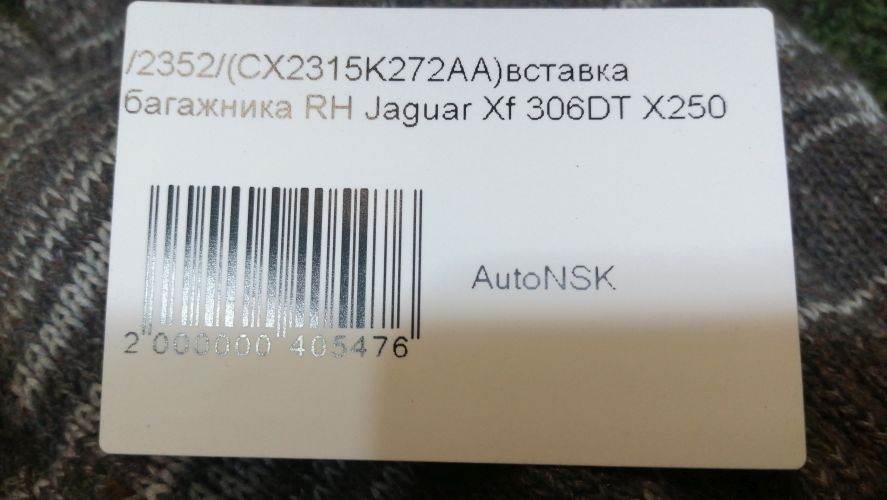 /2352/(CX2315K272AA)вставка
багажника RH Jaguar Xf 306DT X250
AutoNSK
2 000000 405476